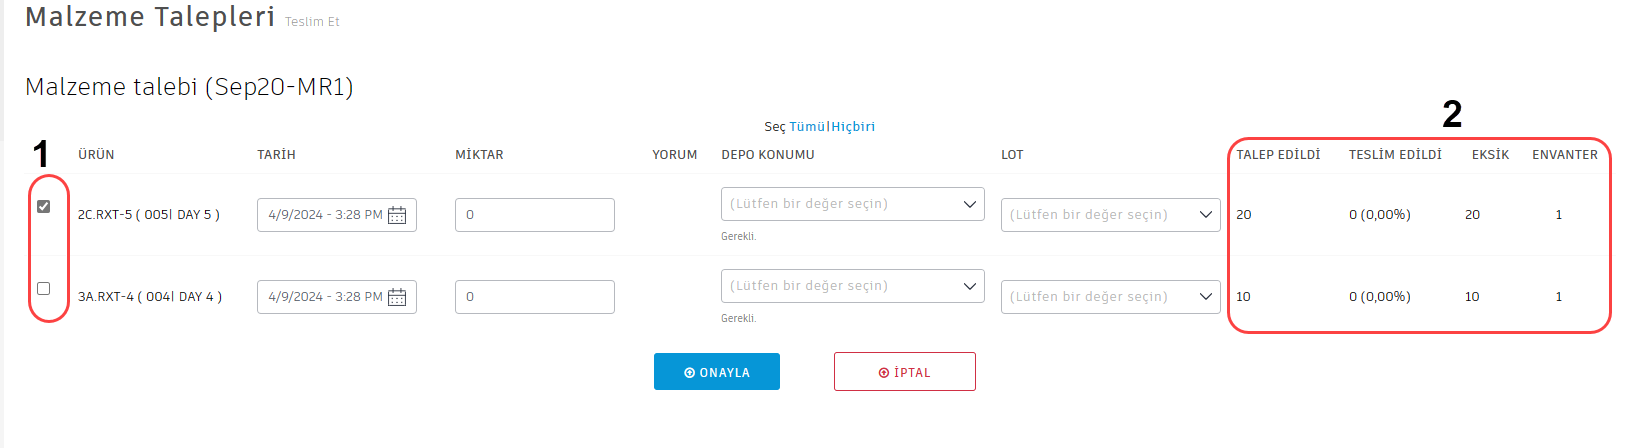 Malzeme Talepleri Teslim Et
Malzeme talebi (Sep20-MR1)
2
Seç Tümü|Hiçbiri
1
ÜRÜN TARİH MİKTAR YORUM DEPO KONUMU LOT TALEP EDİLDİ TESLİM EDİLDİ EKSİK ENVANTER
2C.RXT-5 ( 005| DAY 5 ) 4/9/2024 - 3:28 PM 0 (Lütfen bir değer seçin) (Lütfen bir değer seçin) 20 0 (0,00%) 20 1
Gerekli.
3A.RXT-4 ( 004| DAY 4 ) 4/9/2024 - 3:28 PM 0 (Lütfen bir değer seçin) (Lütfen bir değer seçin) 10 0 (0,00%) 10 1
Gerekli.
ONAYLA İPTAL